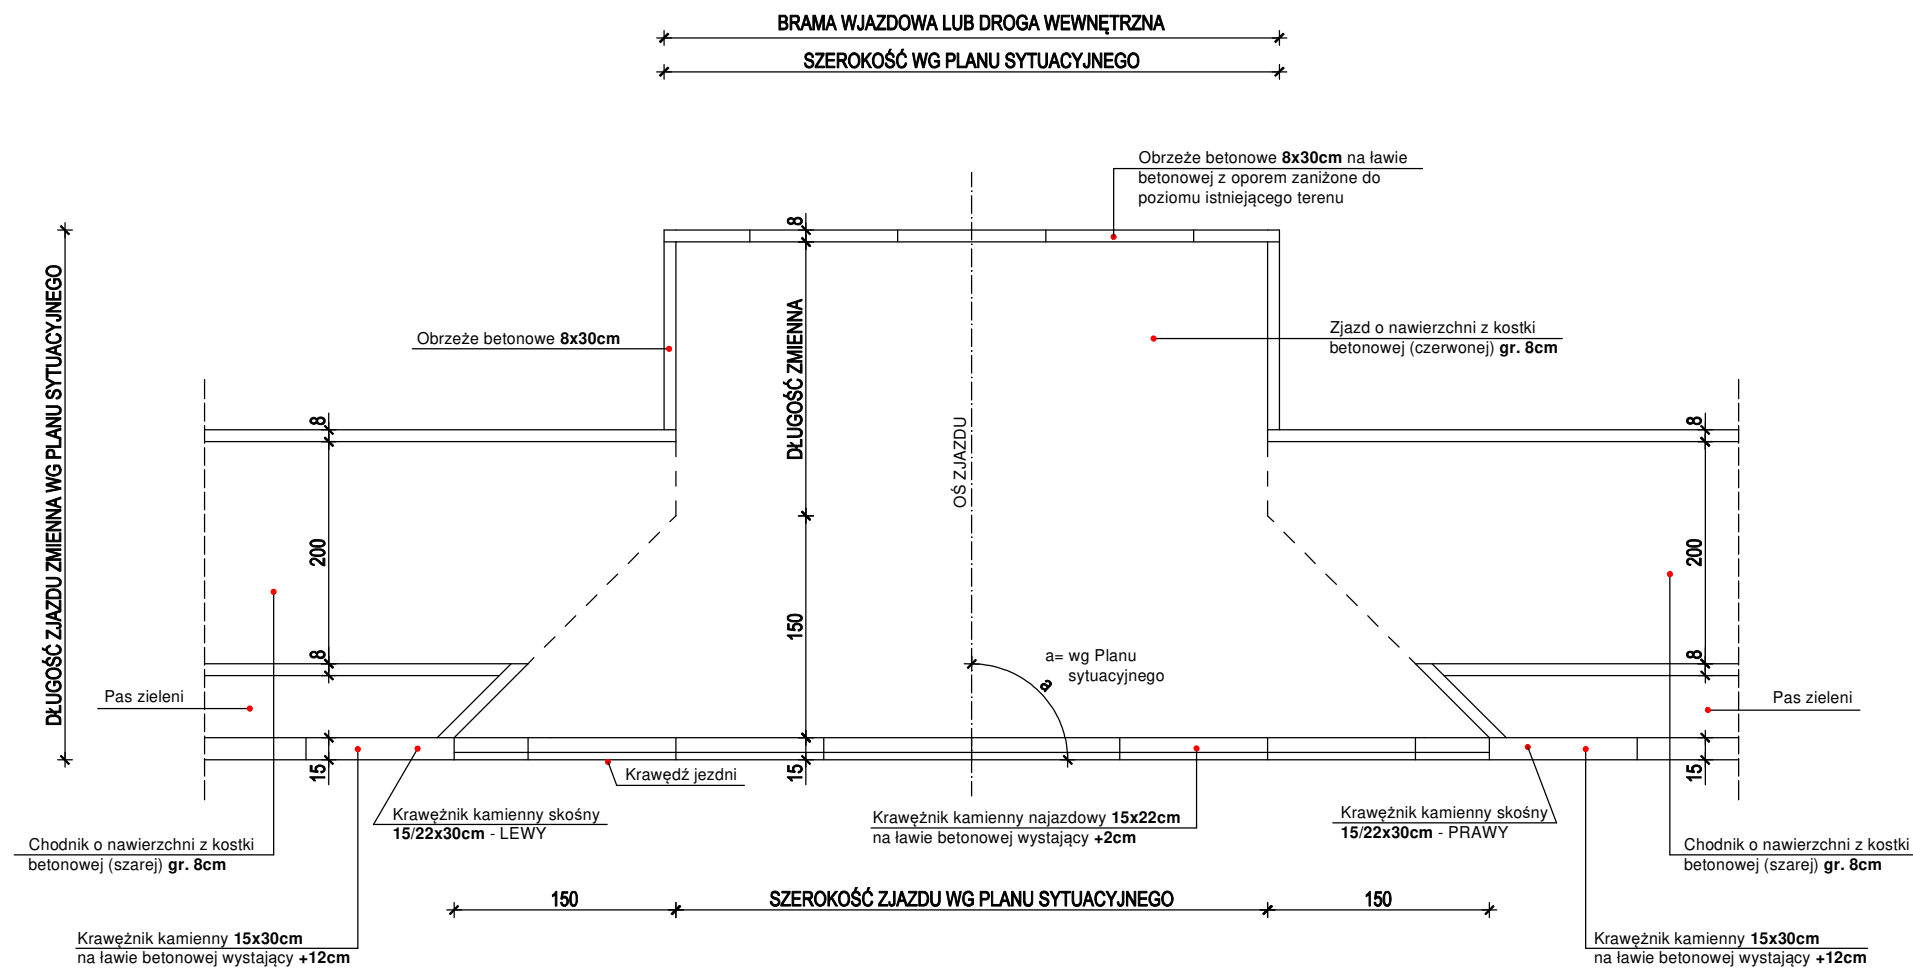 BRAMA WJAZDOWA LUB DROGA WEWNĘTRZNA
SZEROKOŚĆ WG PLANU SYTUACYJNEGO
Obrzeże betonowe 8x30cm na ławie
betonowej z oporem zaniżone do
poziomu istniejącego terenu
8
DŁUGOŚĆ ZJAZDU ZMIENNA WG PLANU SYTUACYJNEGO
Obrzeże betonowe 8x30cm
DŁUGOŚĆ ZMIENNA
Zjazd o nawierzchni z kostki
betonowej (czerwonej) gr. 8cm
OŚ ZJAZDU
8
8
200
200
150
8
8
a= wg Planu
sytuacyjnego
a
Pas zieleni
Pas zieleni
15
15
15
Krawędź jezdni
Krawężnik kamienny skośny
15/22x30cm - LEWY
Krawężnik kamienny najazdowy 15x22cm
na ławie betonowej wystający +2cm
Krawężnik kamienny skośny
15/22x30cm - PRAWY
Chodnik o nawierzchni z kostki
betonowej (szarej) gr. 8cm
Chodnik o nawierzchni z kostki
betonowej (szarej) gr. 8cm
150
SZEROKOŚĆ ZJAZDU WG PLANU SYTUACYJNEGO
150
Krawężnik kamienny 15x30cm
na ławie betonowej wystający +12cm
Krawężnik kamienny 15x30cm
na ławie betonowej wystający +12cm